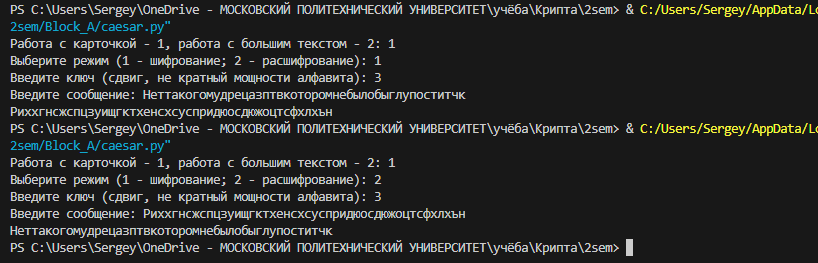 PS C:\Users\Sergey\OneDrive - МОСКОВСКИЙ ПОЛИТЕХНИЧЕСКИЙ УНИВЕРСИТЕТ\учёба\Крипта\2sem> & C:/Users/Sergey/AppData/Lo
2sem/Block_A/caesar.py"
Работа с карточкой - 1, работа с большим текстом - 2: 1
Выберите режим (1 - шифрование; 2 - расшифрование): 1
Введите ключ (сдвиг, не кратный мощности алфавита): 3
Введите сообщение: Неттакогомудрецазптвкоторомнебылобыглупоститчк
Риххгнсжспцзуищгктхенсхсуспридюосдюжоцтсфхлхън
PS C:\Users\Sergey\OneDrive - МОСКОВСКИЙ ПОЛИТЕХНИЧЕСКИЙ УНИВЕРСИТЕТ\учёба\Крипта\2sem> & C:/Users/Sergey/AppData/Lo
2sem/Block_A/caesar.py"
Работа с карточкой - 1, работа с большим текстом - 2: 1
Выберите режим (1 - шифрование; 2 - расшифрование): 2
Введите ключ (сдвиг, не кратный мощности алфавита): 3
Введите сообщение: Риххгнсжспцзуищгктхенсхсуспридюосдюжоцтсфхлхън
Неттакогомудрецазптвкоторомнебылобыглупоститчк
PS C:\Users\Sergey\OneDrive - МОСКОВСКИЙ ПОЛИТЕХНИЧЕСКИЙ УНИВЕРСИТЕТ\учёба\Крипта\2sem>